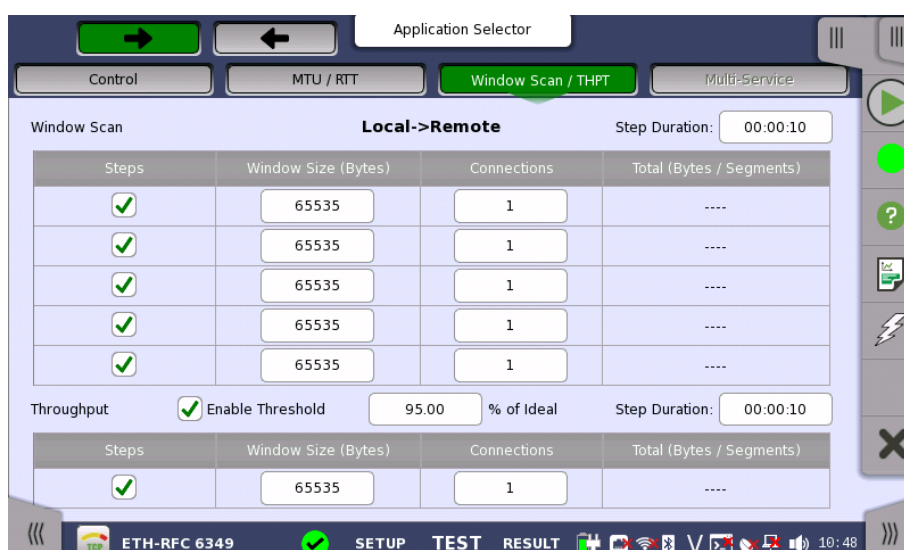 Application Selector
Control MTU / RTT Window Scan / THPT Multi-Service
Window Scan Local->Remote Step Duration: 00:00:10
Steps Window Size (Bytes) Connections Total (Bytes / Segments)
65535 1 ----
65535 1 ----
65535 1 ----
65535 1 ----
65535 1 ----
Throughput Enable Threshold 95.00 % of Ideal Step Duration: 00:00:10
Steps Window Size (Bytes) Connections Total (Bytes / Segments)
65535 1 ----
TCP ETH-RFC 6349 SETUP TEST RESULT 10:48